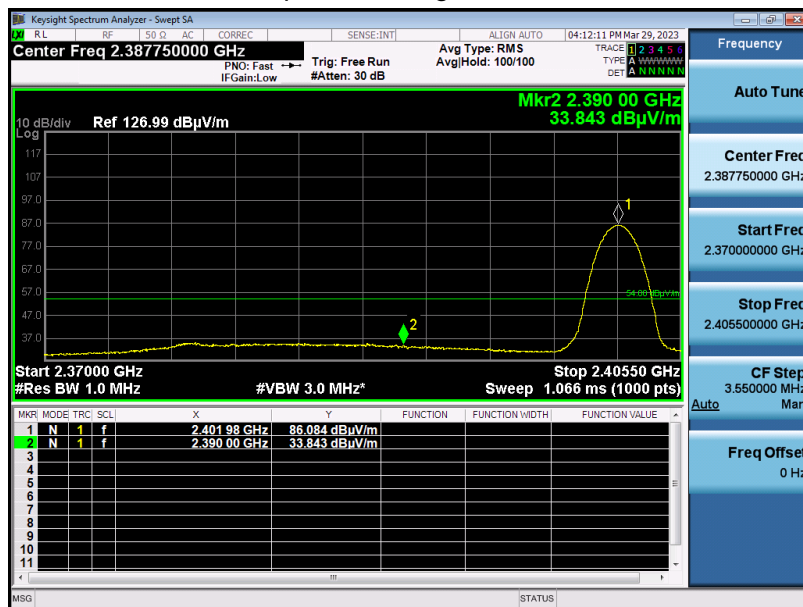 Keysight Spectrum Analyzer - Swept SA
LXI RL RF 50 Ω AC CORREC SENSE:INT ALIGN AUTO 04:12:11 PM Mar 29, 2023
Center Freq 2.387750000 GHz
PNO: Fast
IFGain:Low
Trig: Free Run
#Atten: 30 dB
Avg Type: RMS
Avg|Hold: 100/100
TRACE 1 2 3 4 5 6
TYPE A WWWWW
DET A N N N N N
Mkr2 2.390 00 GHz
33.843 dBµV/m
10 dB/div Ref 126.99 dBµV/m
Log
117
107
97.0
87.0
77.0
67.0
57.0
47.0
37.0
1
54.00 dBµV/m
2
Start 2.37000 GHz Stop 2.40550 GHz
#Res BW 1.0 MHz #VBW 3.0 MHz* Sweep 1.066 ms (1000 pts)
MKR MODE TRC SCL X Y FUNCTION FUNCTION WIDTH FUNCTION VALUE
1 N 1 f 2.401 98 GHz 86.084 dBµV/m
2 N 1 f 2.390 00 GHz 33.843 dBµV/m
3
4
5
6
7
8
9
10
11
MSG STATUS
Frequency
Auto Tune
Center Freq
2.387750000 GHz
Start Freq
2.370000000 GHz
Stop Freq
2.405500000 GHz
CF Step
3.550000 MHz
Auto Man
Freq Offset
0 Hz